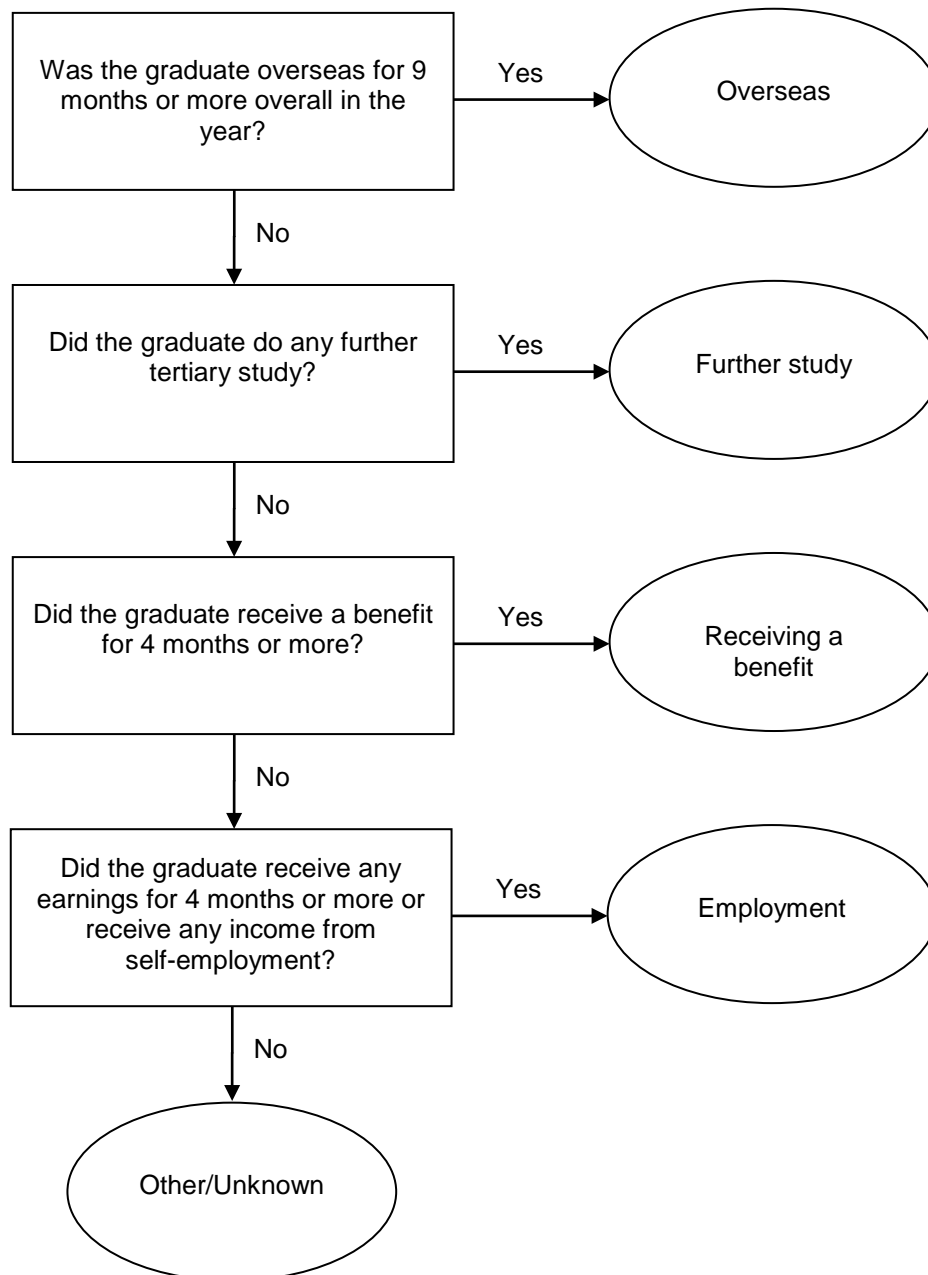 Was the graduate overseas for 9
months or more overall in the
year?
Yes
Overseas
No
Did the graduate do any further
tertiary study?
Yes
Further study
No
Did the graduate receive a benefit
for 4 months or more?
Yes
Receiving a
benefit
No
Did the graduate receive any
earnings for 4 months or more or
receive any income from
self-employment?
Yes
Employment
No
Other/Unknown